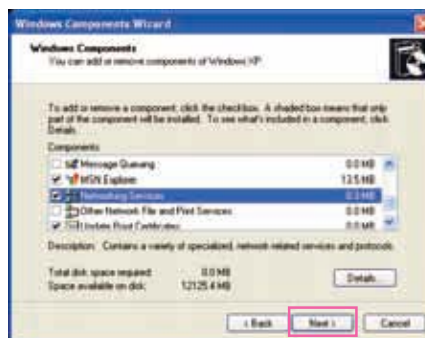 Windows Components Wizard
Windows Components
You can add or remove components of Windows XP.
To add or remove a component, click the checkbox. A shaded box means that only
part of the component will be installed. To see what's included in a component, click
Details.
Components:
Message Queuing 0.0 MB
MSN Explorer 13.5 MB
Networking Services 0.3 MB
Other Network File and Print Services 0.0 MB
Update Root Certificates 0.0 MB
Description: Contains a variety of specialized, network-related services and protocols.
Total disk space required: 0.0 MB
Space available on disk: 12125.4 MB
Details...
< Back Next > Cancel